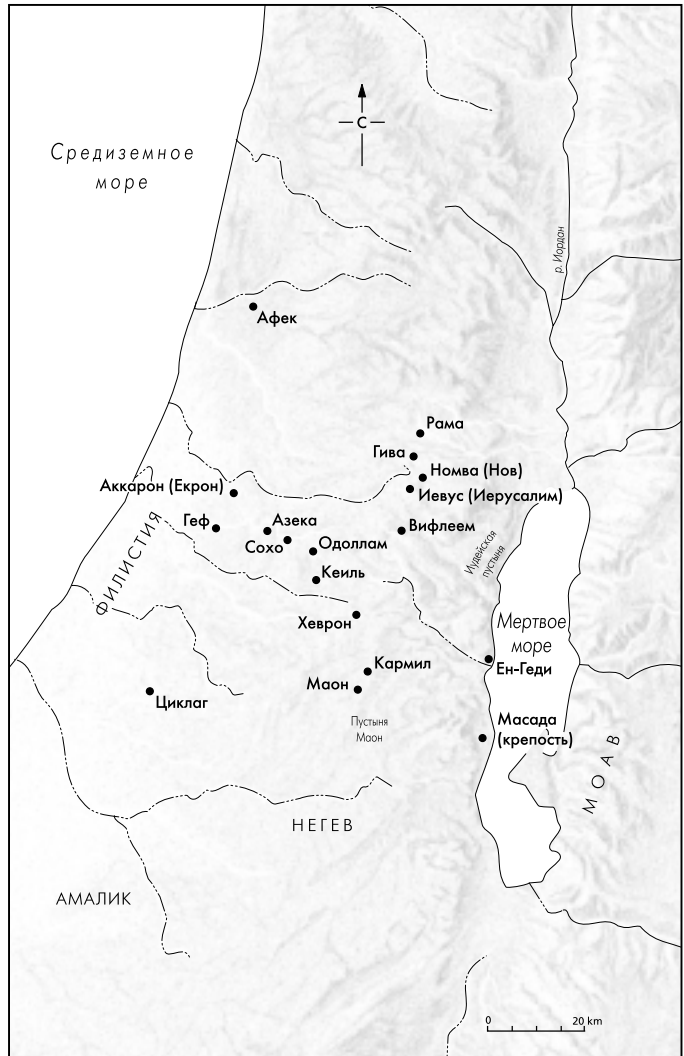 С
Средиземное
море
р. Иордан
Афек
Рама
Гива
Номва (Нов)
Аккарон (Екрон)
Иевус (Иерусалим)
Геф
Азека
Вифлеем
Сохо
Одоллам
ФИЛИСТИЯ
Иудейская
пустыня
Кеиль
Хеврон
Мертвое
море
Кармил
Ен-Геди
Маон
Циклаг
Пустыня
Маон
Масада
(крепость)
МОАВ
НЕГЕВ
АМАЛИК
0 20 km